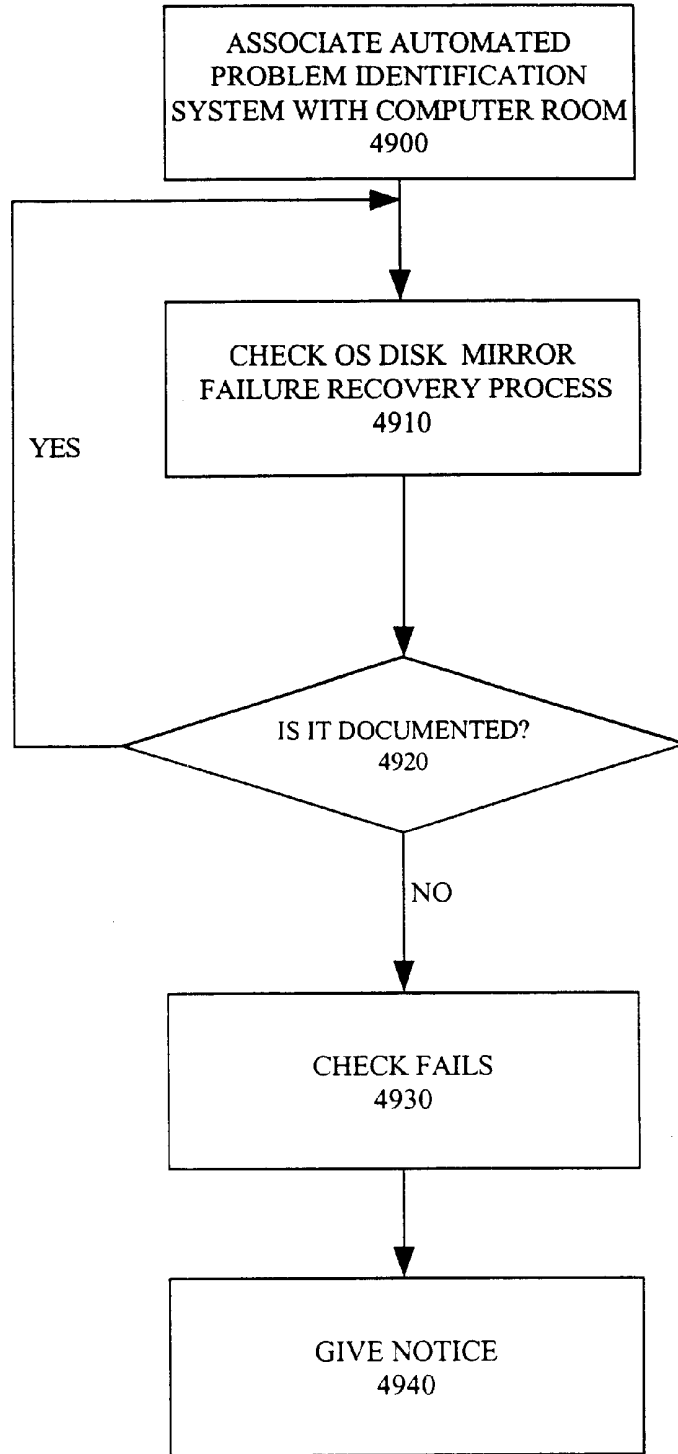 ASSOCIATE AUTOMATED
PROBLEM IDENTIFICATION
SYSTEM WITH COMPUTER ROOM
4900
CHECK OS DISK MIRROR
FAILURE RECOVERY PROCESS
4910
YES
IS IT DOCUMENTED?
4920
NO
CHECK FAILS
4930
GIVE NOTICE
4940